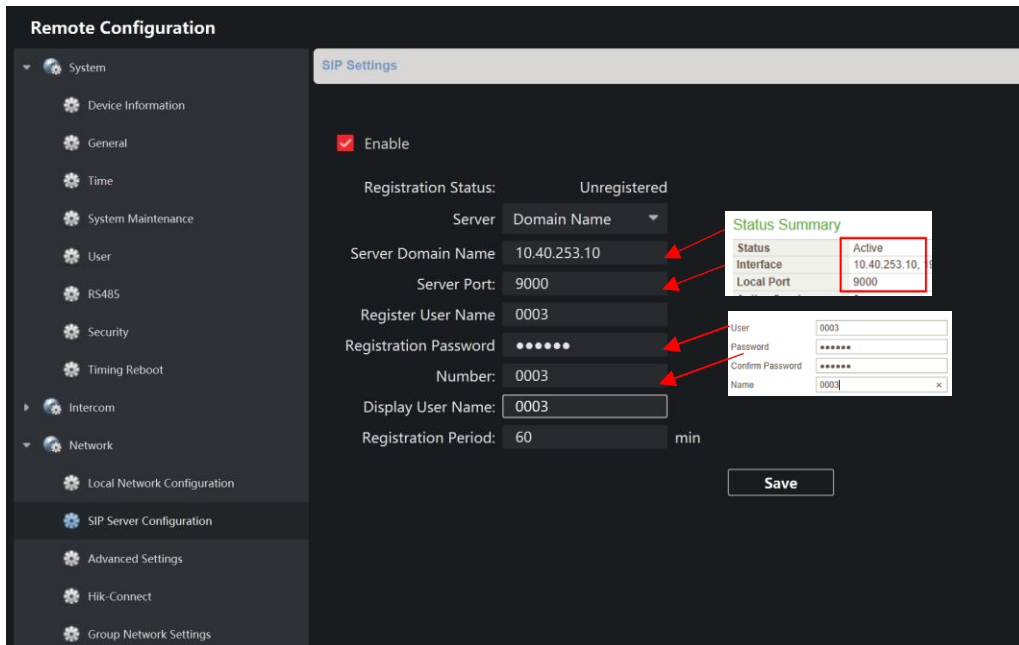 Remote Configuration
System
Device Information
General
Time
System Maintenance
User
RS485
Security
Timing Reboot
Intercom
Network
Local Network Configuration
SIP Server Configuration
Advanced Settings
Hik-Connect
Group Network Settings
SIP Settings
Enable
Registration Status: Unregistered
Server Domain Name
Server Domain Name 10.40.253.10
Server Port: 9000
Register User Name 0003
Registration Password ●●●●●●
Number: 0003
Display User Name: 0003
Registration Period: 60 min
Save
Status Summary
Status Active
Interface 10.40.253.10,
Local Port 9000
User 0003
Password ●●●●●●
Confirm Password ●●●●●●
Name 0003 ×